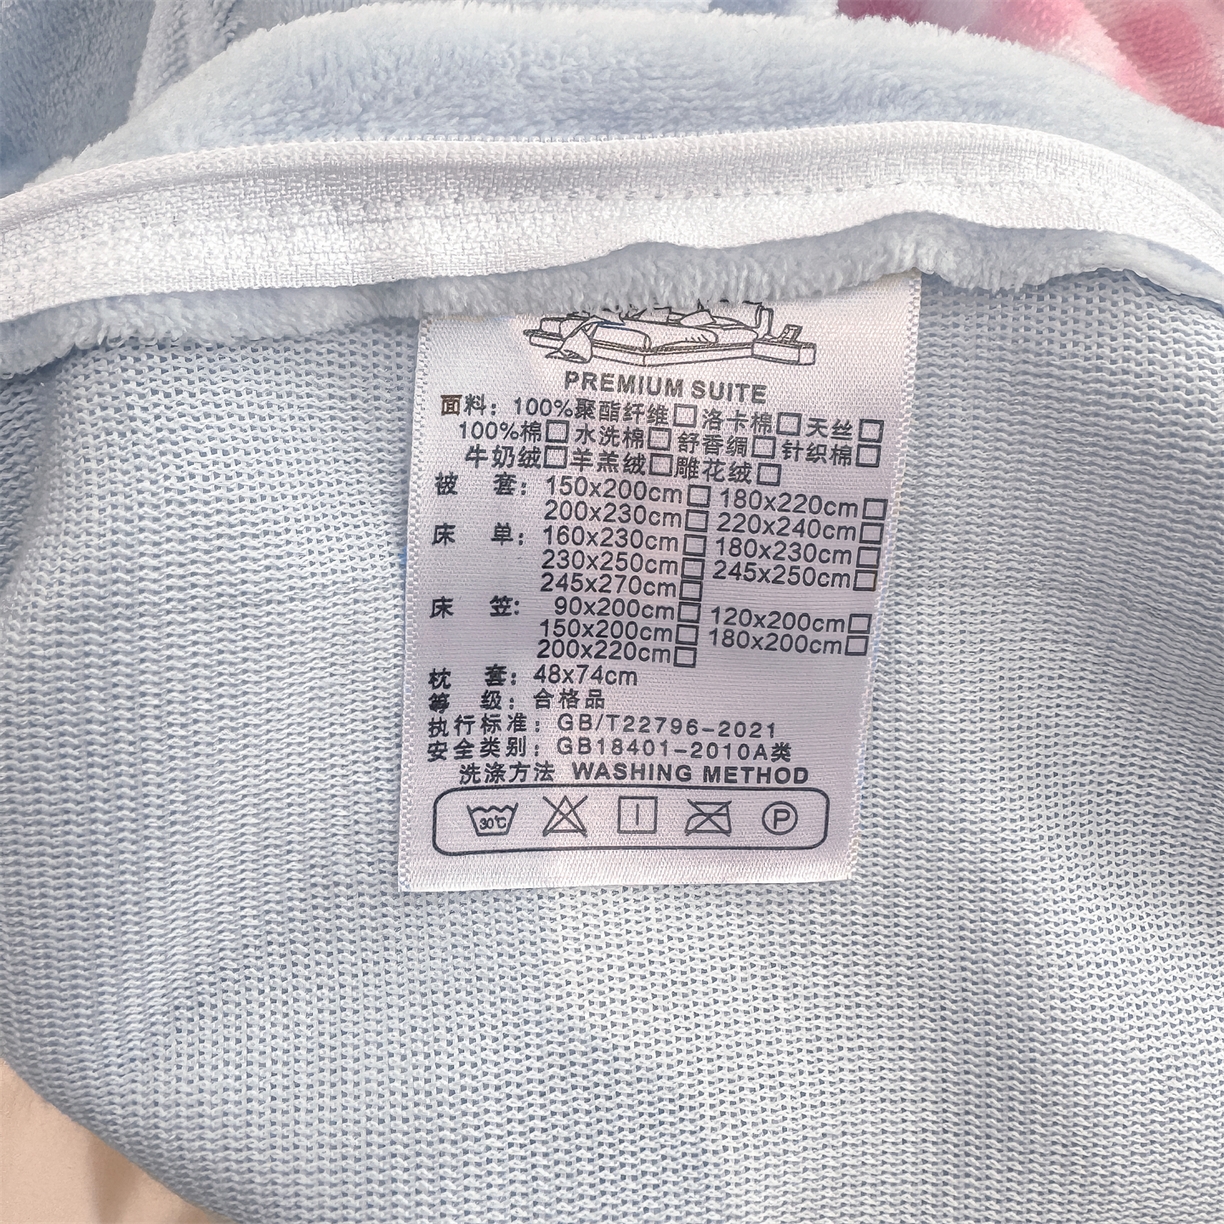 PREMIUM SUITE
面料：100%聚酯纤维□ 洛卡棉□ 天丝□
100%棉□ 水洗棉□ 舒香绸□ 针织棉□
牛奶绒□ 羊羔绒□ 雕花绒□
被 套：150x200cm□ 180x220cm□
200x230cm□ 220x240cm□
床 单：160x230cm□ 180x230cm□
230x250cm□ 245x250cm□
245x270cm□
床 笠：90x200cm□ 120x200cm□
150x200cm□ 180x200cm□
200x220cm□
枕 套：48x74cm
等 级：合格品
执行标准：GB/T22796-2021
安全类别：GB18401-2010A类
洗涤方法 WASHING METHOD
30℃ P